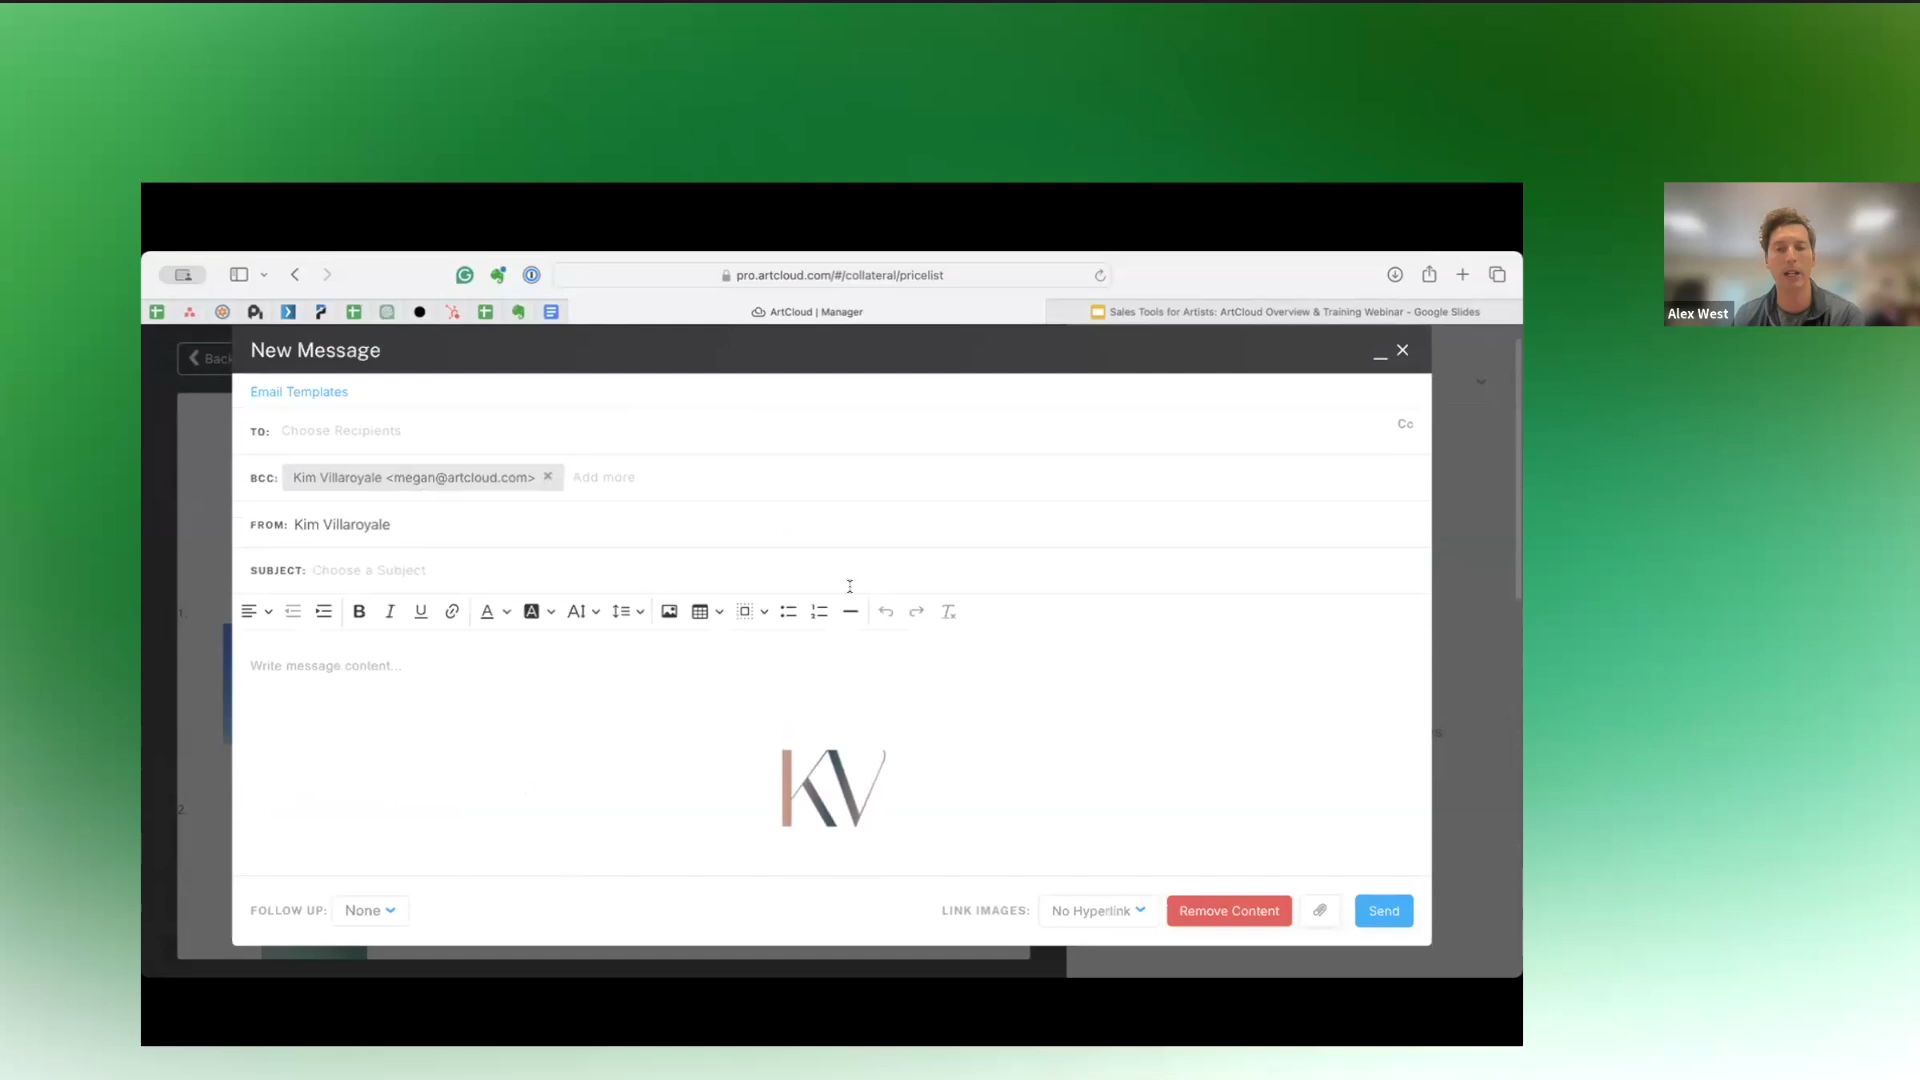 pro.artcloud.com/#/collateral/pricelist
ArtCloud | Manager
Sales Tools for Artists: ArtCloud Overview & Training Webinar - Google Slides
Alex West
Back
New Message
Email Templates
TO: Choose Recipients
Cc
BCC: Kim Villaroyale <megan@artcloud.com> × Add more
FROM: Kim Villaroyale
SUBJECT: Choose a Subject
B I U
Write message content...
1.
2.
KV
FOLLOW UP: None
LINK IMAGES: No Hyperlink
Remove Content
Send